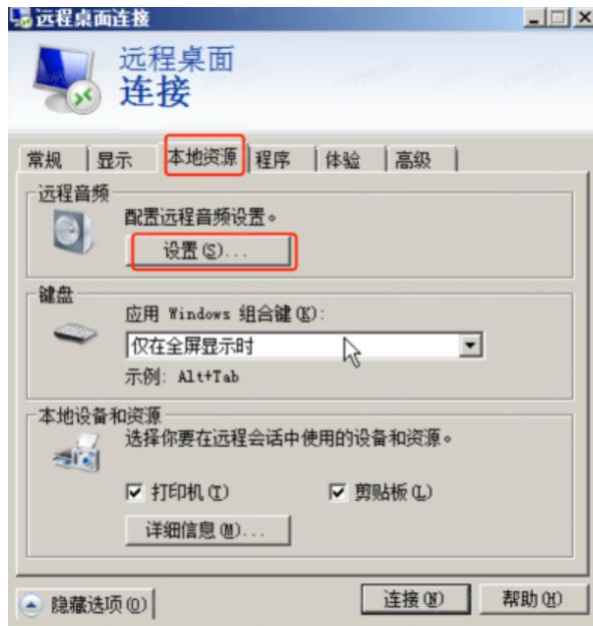 远程桌面连接
远程桌面
连接
常规 显示 本地资源 程序 体验 高级
远程音频
配置远程音频设置。
设置(S)...
键盘
应用 Windows 组合键(K):
仅在全屏显示时
示例: Alt+Tab
本地设备和资源
选择你要在远程会话中使用的设备和资源。
打印机(T) 剪贴板(L)
详细信息(M)...
隐藏选项(O) 连接(N) 帮助(H)